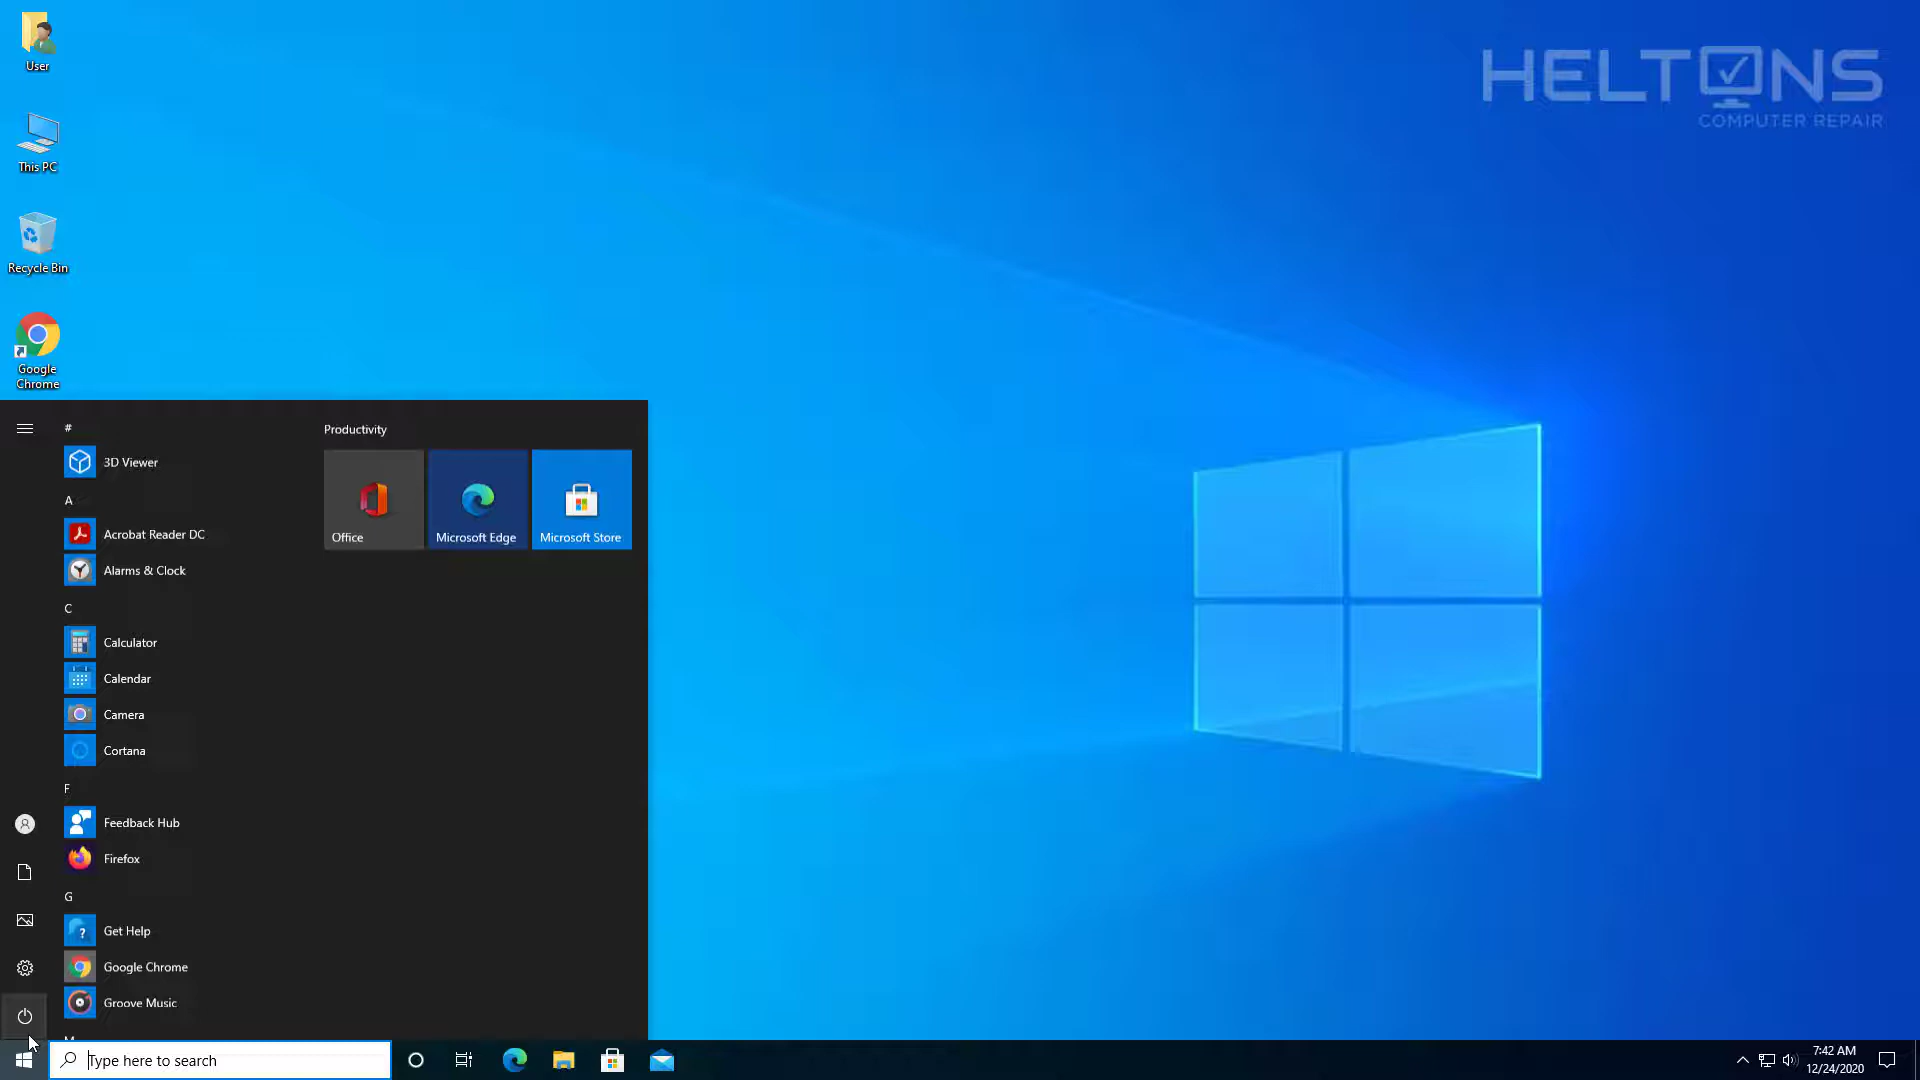 User
This PC
Recycle Bin
Google
Chrome
HELTONS
COMPUTER REPAIR
#
3D Viewer
A
Acrobat Reader DC
Alarms & Clock
C
Calculator
Calendar
Camera
Cortana
F
Feedback Hub
Firefox
G
Get Help
Google Chrome
Groove Music
M
Productivity
Office
Microsoft Edge
Microsoft Store
Type here to search
7:42 AM
12/24/2020